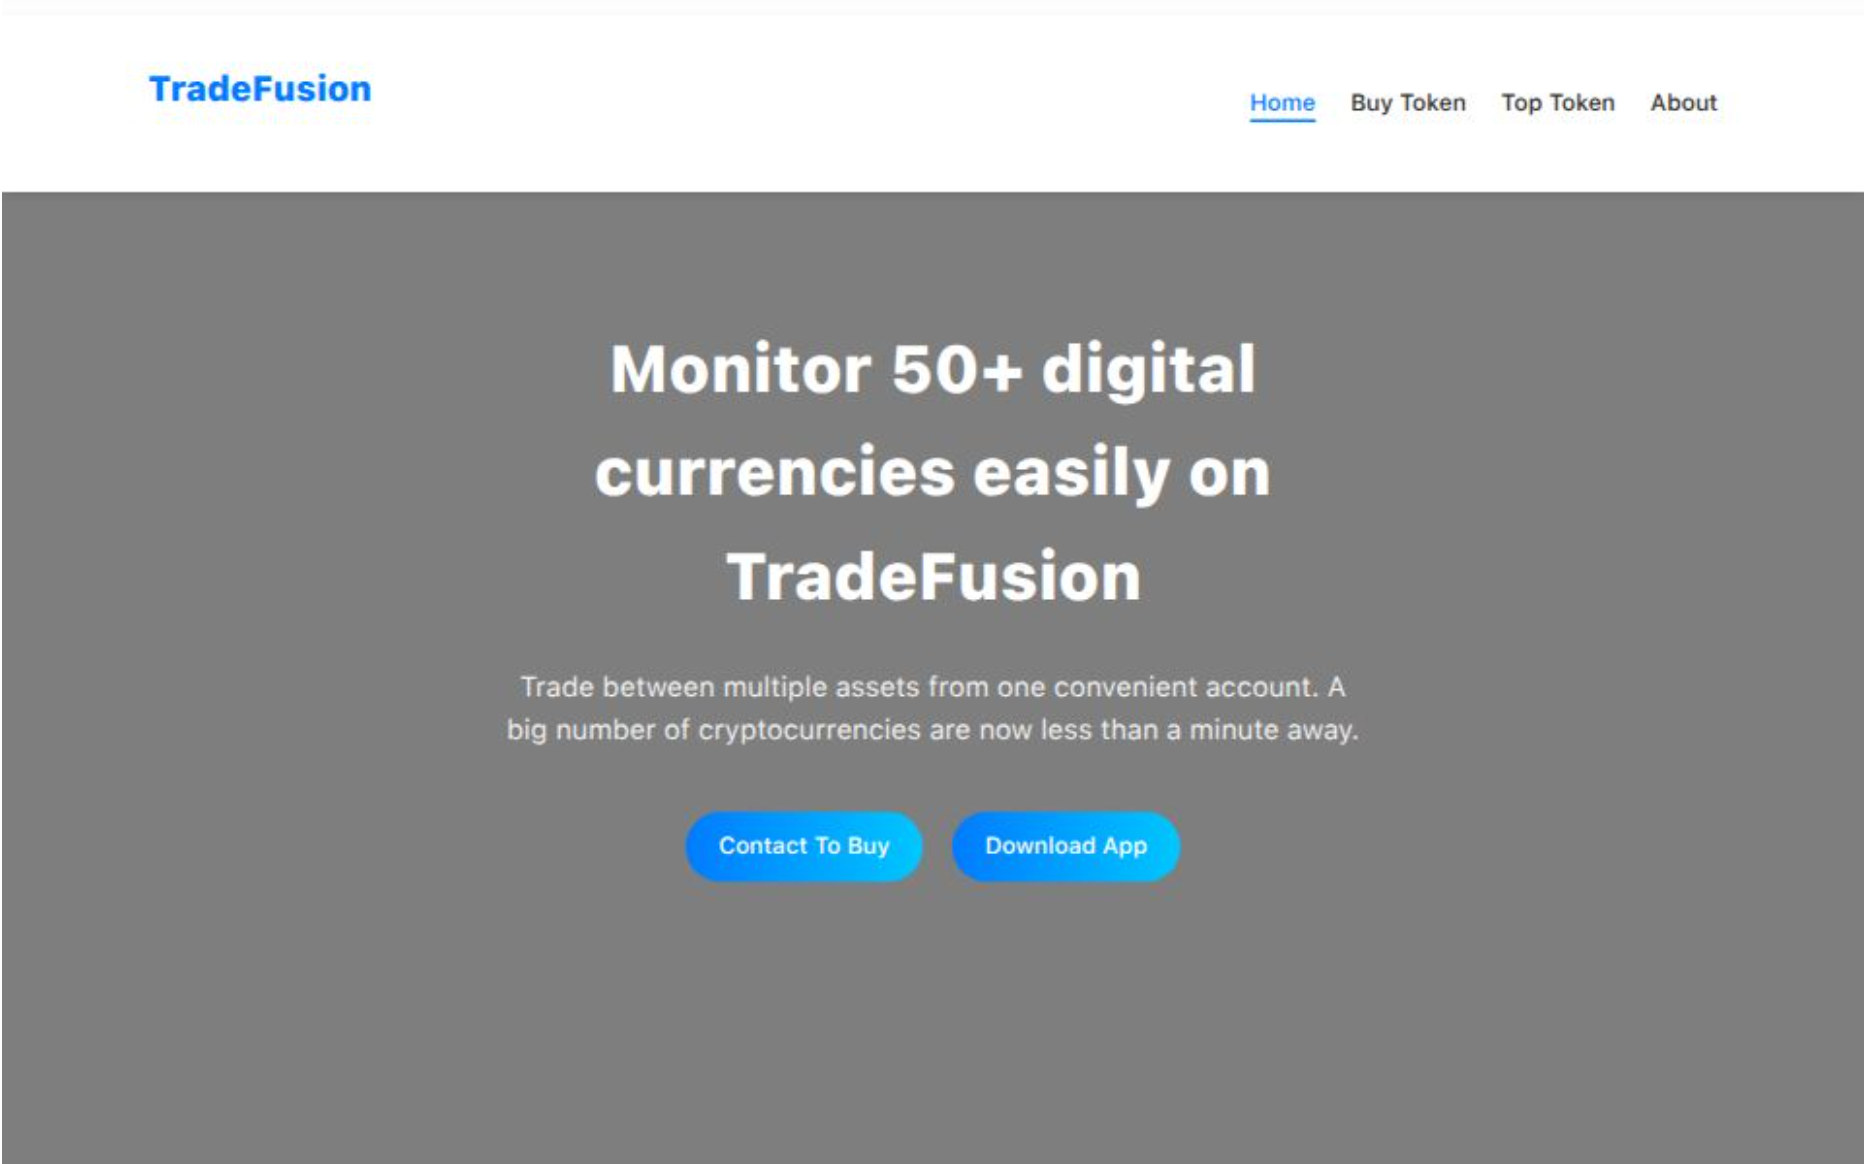 TradeFusion
Home Buy Token Top Token About
Monitor 50+ digital
currencies easily on
TradeFusion
Trade between multiple assets from one convenient account. A
big number of cryptocurrencies are now less than a minute away.
Contact To Buy Download App